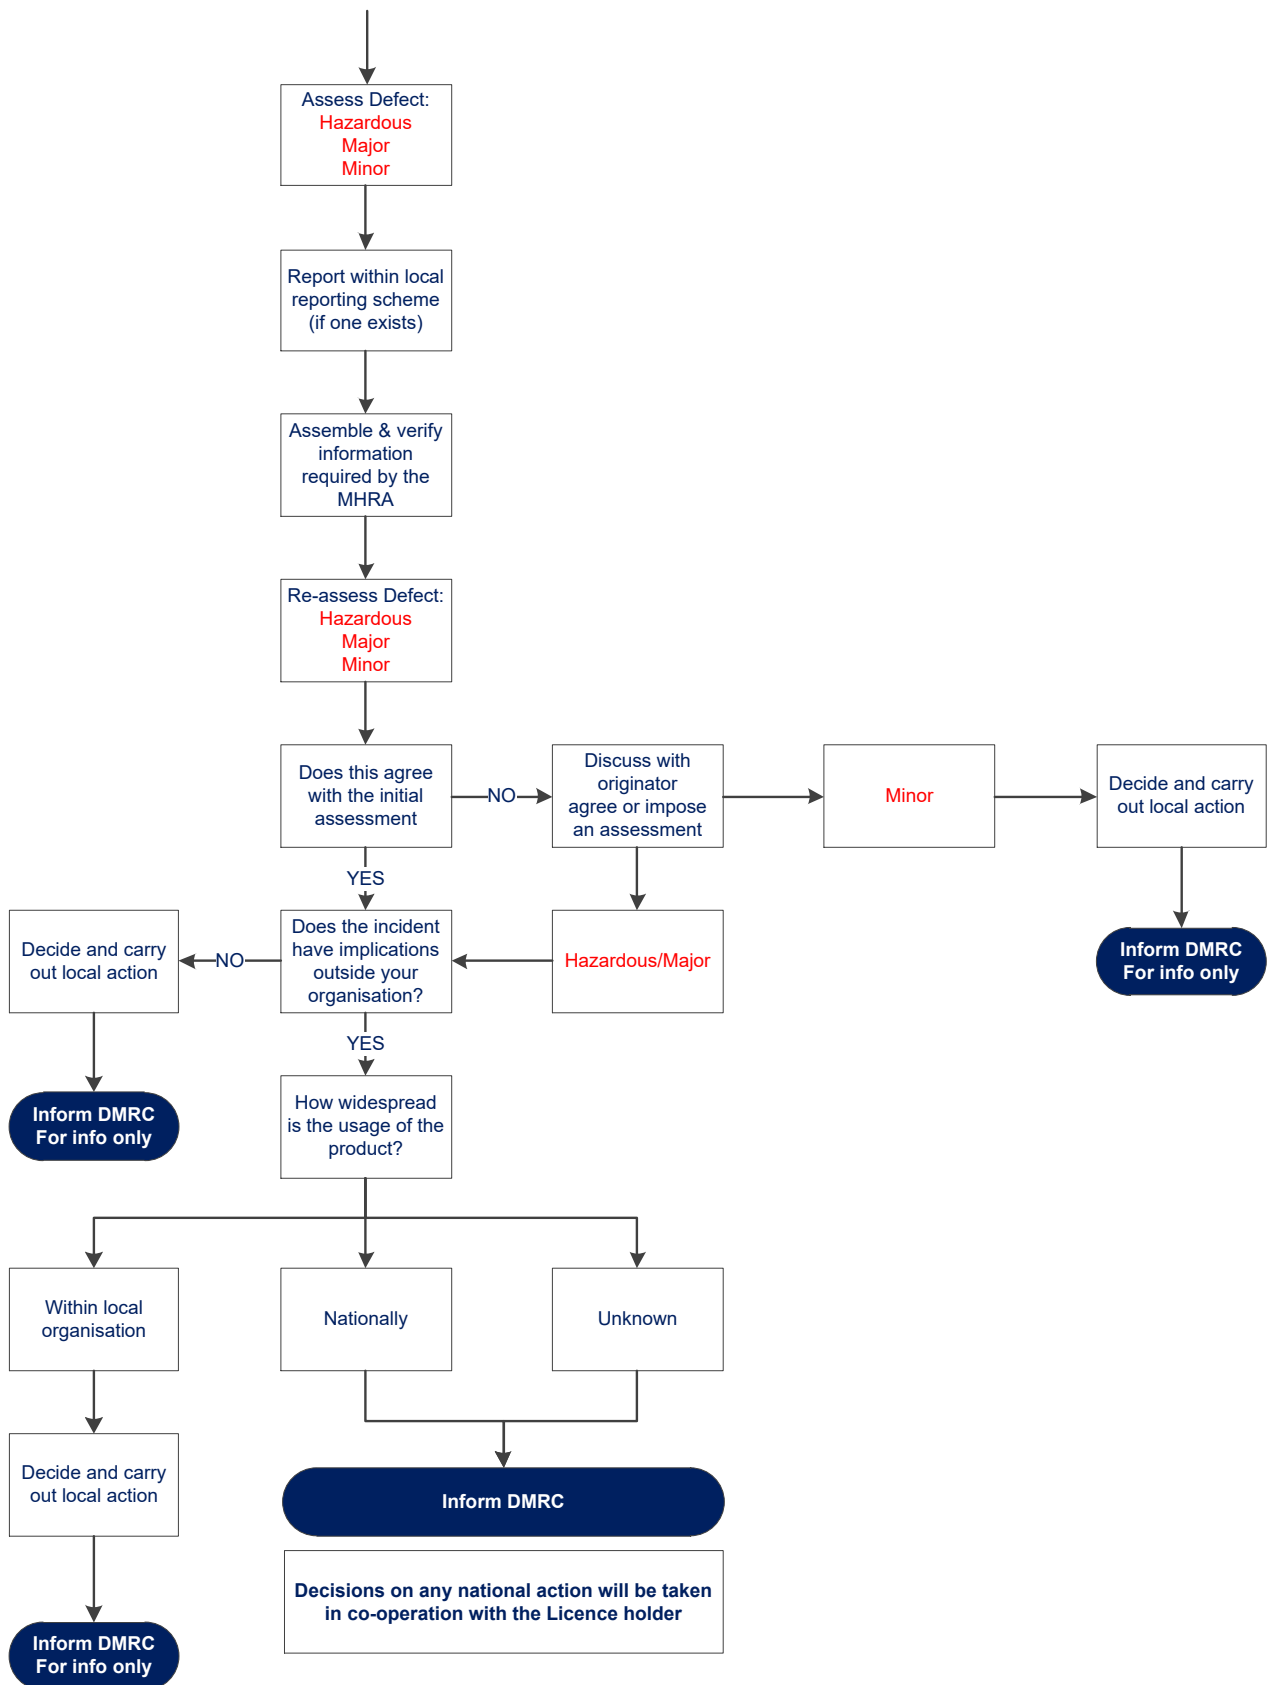 Assess Defect:
Hazardous
Major
Minor
Report within local
reporting scheme
(if one exists)
Assemble & verify
information
required by the
MHRA
Re-assess Defect:
Hazardous
Major
Minor
Does this agree
with the initial
assessment
NO
Discuss with
originator
agree or impose
an assessment
Minor
Decide and carry
out local action
Inform DMRC
For info only
YES
Hazardous/Major
Does the incident
have implications
outside your
organisation?
NO
Decide and carry
out local action
Inform DMRC
For info only
YES
How widespread
is the usage of the
product?
Within local
organisation
Nationally
Unknown
Decide and carry
out local action
Inform DMRC
For info only
Inform DMRC
Decisions on any national action will be taken
in co-operation with the Licence holder